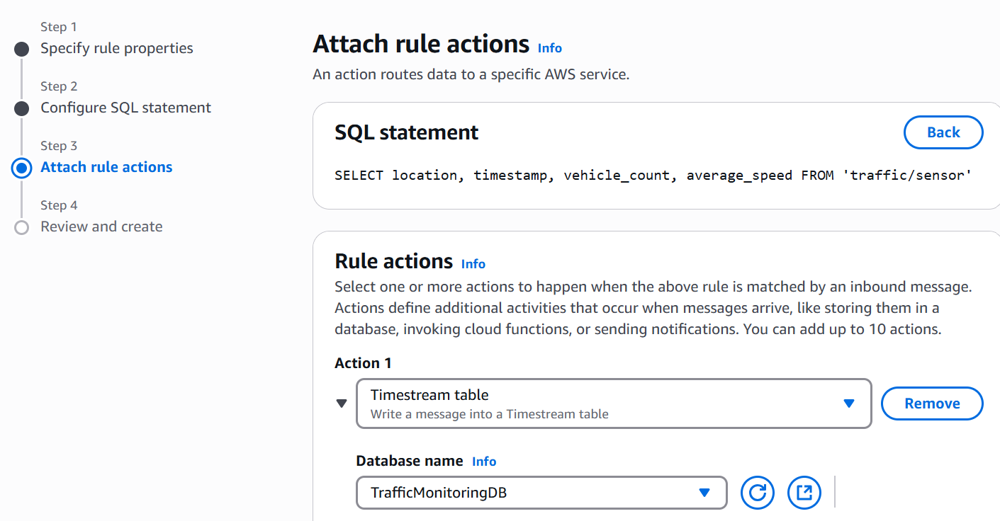 Step 1
Specify rule properties
Step 2
Configure SQL statement
Step 3
Attach rule actions
Step 4
Review and create
Attach rule actions Info
An action routes data to a specific AWS service.
SQL statement
Back
SELECT location, timestamp, vehicle_count, average_speed FROM 'traffic/sensor'
Rule actions Info
Select one or more actions to happen when the above rule is matched by an inbound message.
Actions define additional activities that occur when messages arrive, like storing them in a
database, invoking cloud functions, or sending notifications. You can add up to 10 actions.
Action 1
Timestream table
Write a message into a Timestream table
Remove
Database name Info
TrafficMonitoringDB